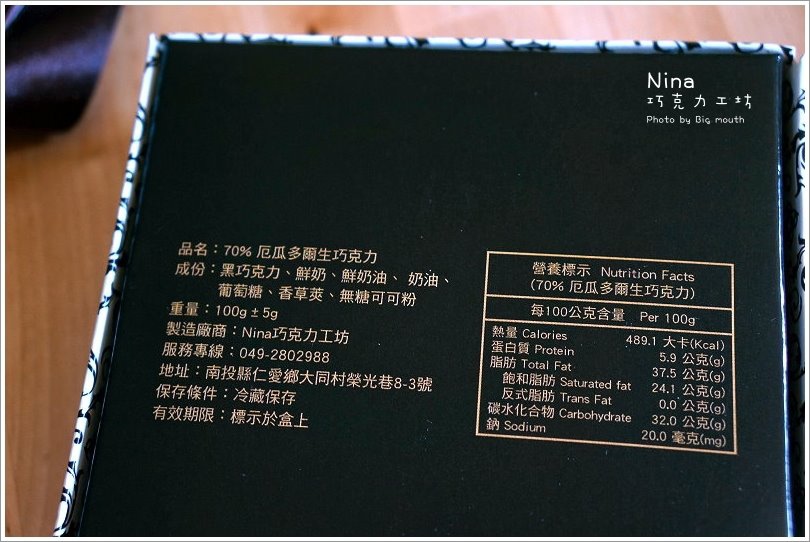 Nina
巧克力工坊
Photo by Big mouth
品名：70% 厄瓜多爾生巧克力
成份：黑巧克力、鮮奶、鮮奶油、 奶油、
葡萄糖、香草莢、無糖可可粉
重量：100g ± 5g
製造廠商：Nina巧克力工坊
服務專線：049-2802988
地址：南投縣仁愛鄉大同村榮光巷8-3號
保存條件：冷藏保存
有效期限：標示於盒上
營養標示 Nutrition Facts
(70% 厄瓜多爾生巧克力)
每100公克含量 Per 100g
熱量 Calories 489.1 大卡(Kcal)
蛋白質 Protein 5.9 公克(g)
脂肪 Total Fat 37.5 公克(g)
飽和脂肪 Saturated fat 24.1 公克(g)
反式脂肪 Trans Fat 0.0 公克(g)
碳水化合物 Carbohydrate 32.0 公克(g)
鈉 Sodium 20.0 毫克(mg)